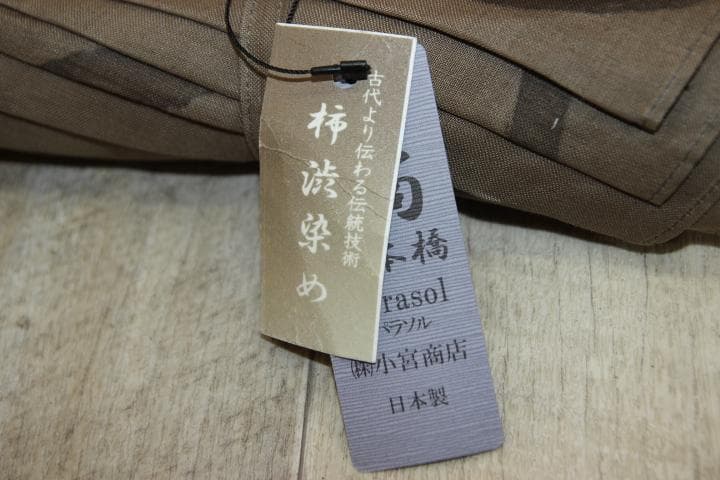 古代より伝わる伝統技術
柿渋染め
本橋
rasol
パラソル
㈱小宮商店
日本製